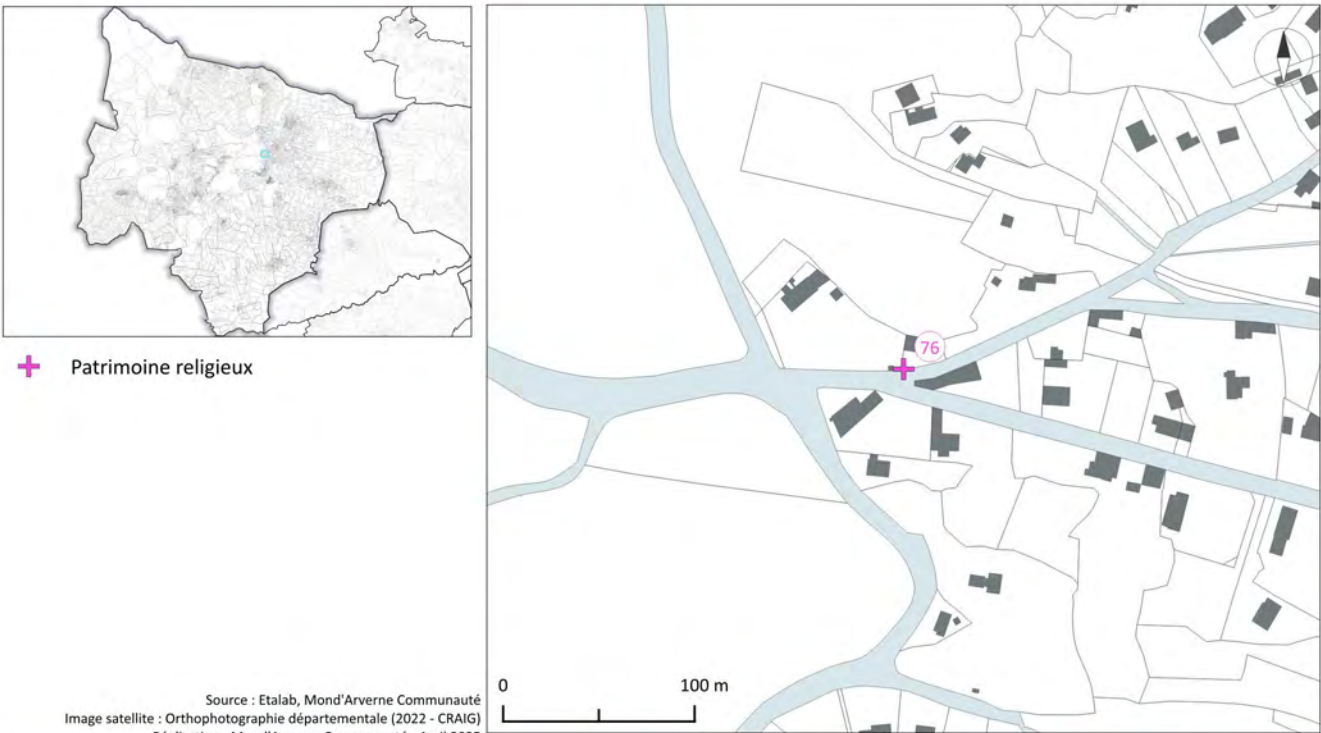 76
Patrimoine religieux
0 100 m
Source : Etalab, Mond'Arverne Communauté
Image satellite : Orthophotographie départementale (2022 - CRAIG)